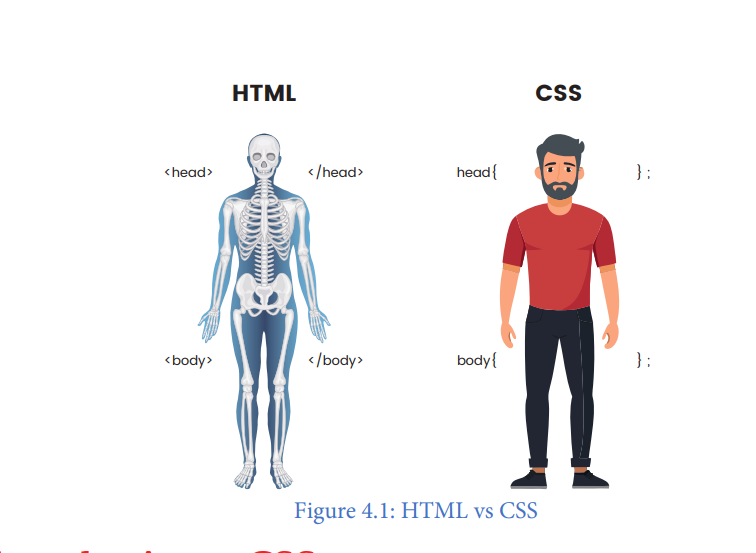 HTML CSS
<head> </head> head{ } ;
<body> </body> body{ } ;
Figure 4.1: HTML vs CSS